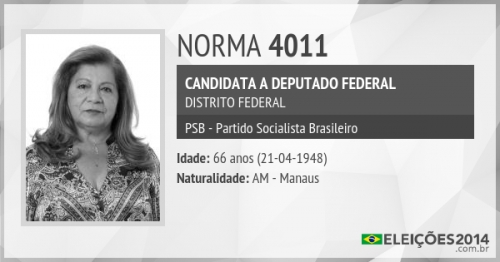 NORMA 4011
CANDIDATA A DEPUTADO FEDERAL
DISTRITO FEDERAL
PSB - Partido Socialista Brasileiro
Idade: 66 anos (21-04-1948)
Naturalidade: AM - Manaus
ELEIÇÕES2014
.com.br